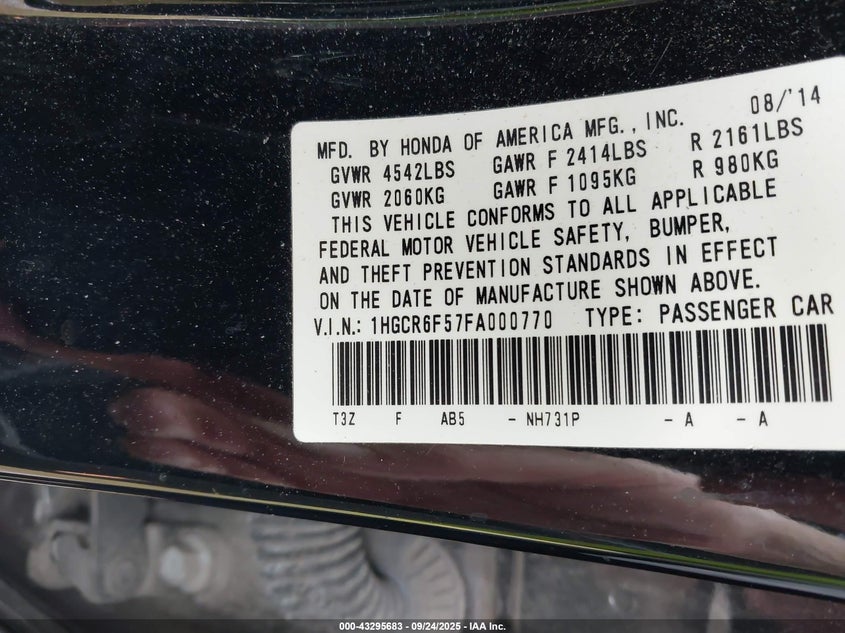 MFD. BY HONDA OF AMERICA MFG., INC. 08/'14
GVWR 4542LBS GAWR F 2414LBS R 2161LBS
GVWR 2060KG GAWR F 1095KG R 980KG
THIS VEHICLE CONFORMS TO ALL APPLICABLE
FEDERAL MOTOR VEHICLE SAFETY, BUMPER,
AND THEFT PREVENTION STANDARDS IN EFFECT
ON THE DATE OF MANUFACTURE SHOWN ABOVE.
V.I.N.: 1HGCR6F57FA000770 TYPE: PASSENGER CAR
T3Z F AB5 - NH731P - A - A
000-43295683 - 09/24/2025 - IAA Inc.